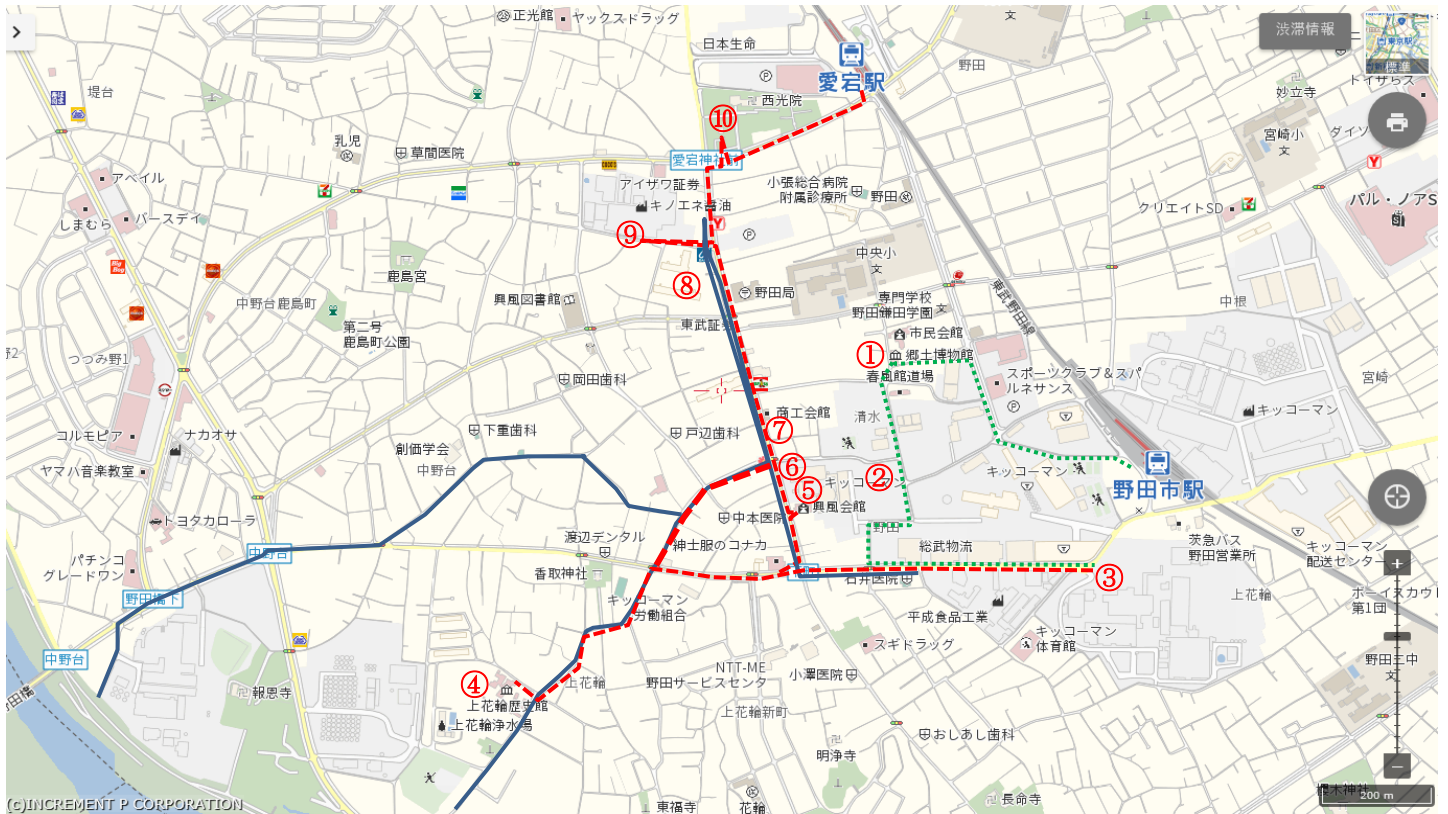 正光館
ヤックスドラッグ
文
渋滞情報
日本生命
愛宕駅
野田
東京駅
標準
トイザらス
堤台
西光院
妙立寺
⑩
宮崎小
文
ダイソ
乳児
草間医院
愛宕神社前
アベイル
アイザワ証券
小張総合病院
附属診療所
野田
キノエネ醤油
クリエイトSD
パル・ノアS
しまむら
バースデイ
⑨
中央小
文
鹿島宮
⑧
東武野田線
中野台鹿島町
興風図書館
野田局
専門学校
野田鎌田学園
文
中根
第二号
鹿島町公園
東武証券
市民会館
つつみ野1
①
郷土博物館
春風館道場
スポーツクラブ&スパ
ルネサンス
宮崎
岡田歯科
商工会館
清水
キッコーマン
コルモピア
ナカオサ
下重歯科
戸辺歯科
⑦
創価学会
中野台
ヤマハ音楽教室
⑥
②
キッコーマン
キッコーマン
野田市駅
⑤
興風会館
トヨタカローラ
中本医院
野田
渡辺デンタル
紳士服のコナカ
総武物流
茨急バス
野田営業所
キッコーマン
配送センター
中野台
パチンコ
グレードワン
香取神社
石井医院
③
野田橋下
キッコーマン
労働組合
平成食品工業
上花輪
ボーイスカウト
第1団
キッコーマン
体育館
スギドラッグ
中野台
NTT-ME
野田サービスセンタ
小澤医院
野田二中
文
④
上花輪
報恩寺
上花輪歴史館
上花輪新町
上花輪浄水場
おしあし歯科
明浄寺
(c)INCREMENT P CORPORATION
東福寺
花輪
長命寺
櫻木神社
200 m